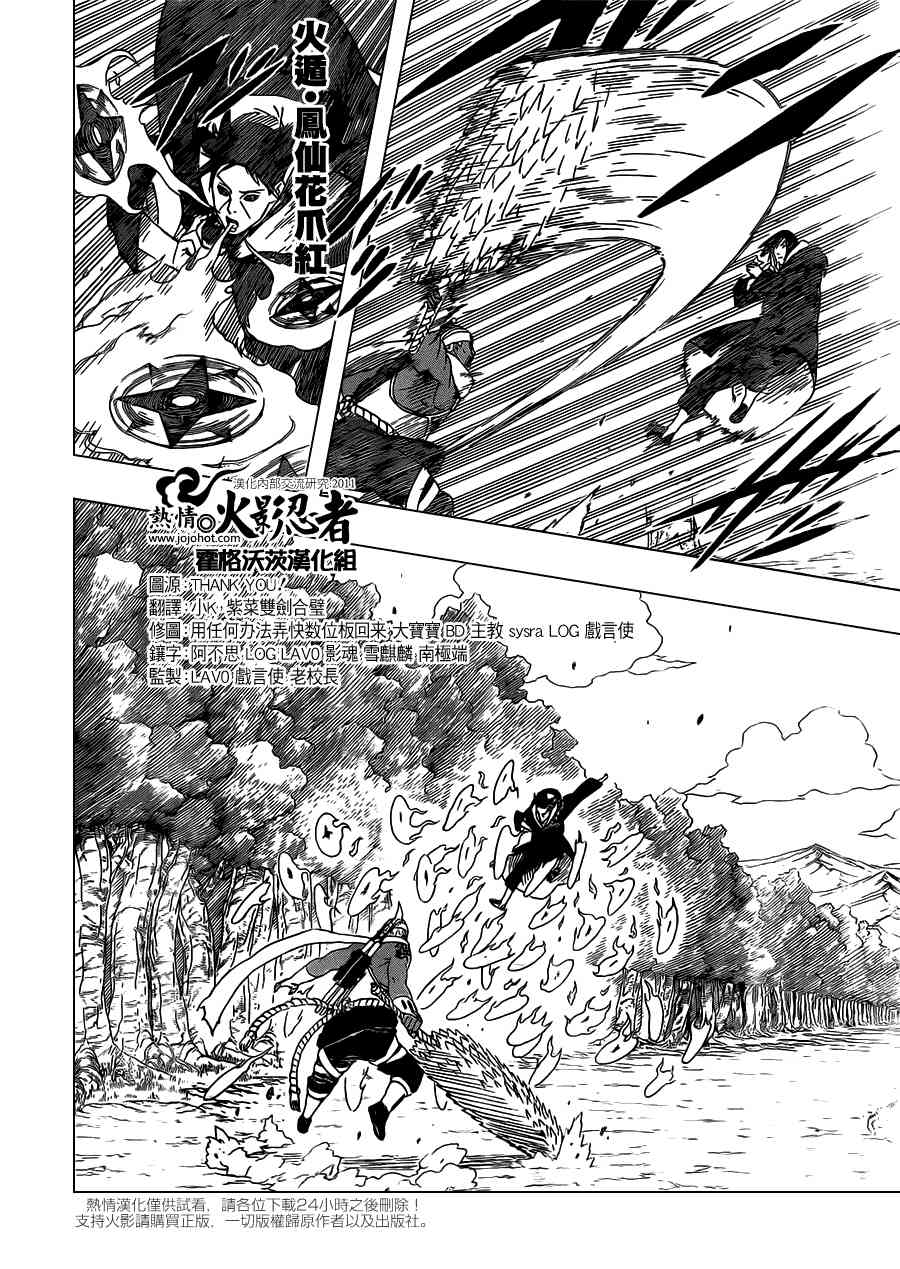 火遁·鳳仙花爪紅
漢化內部交流研究.2011
熱情の火影忍者
www.jojohot.com
霍格沃茨漢化組
圖源：THANK YOU
翻譯：小K 紫菜雙劍合璧
修圖：用任何办法弄快数位板回来 大寶寶 BD 主教 sysra LOG 戲言使
鑲字：阿不思 LOG LAV0 影魂 雪麒麟 南極端
監製：LAV0 戲言使 老校長
熱情漢化僅供試看，請各位下載24小時之後刪除！
支持火影請購買正版，一切版權歸原作者以及出版社。